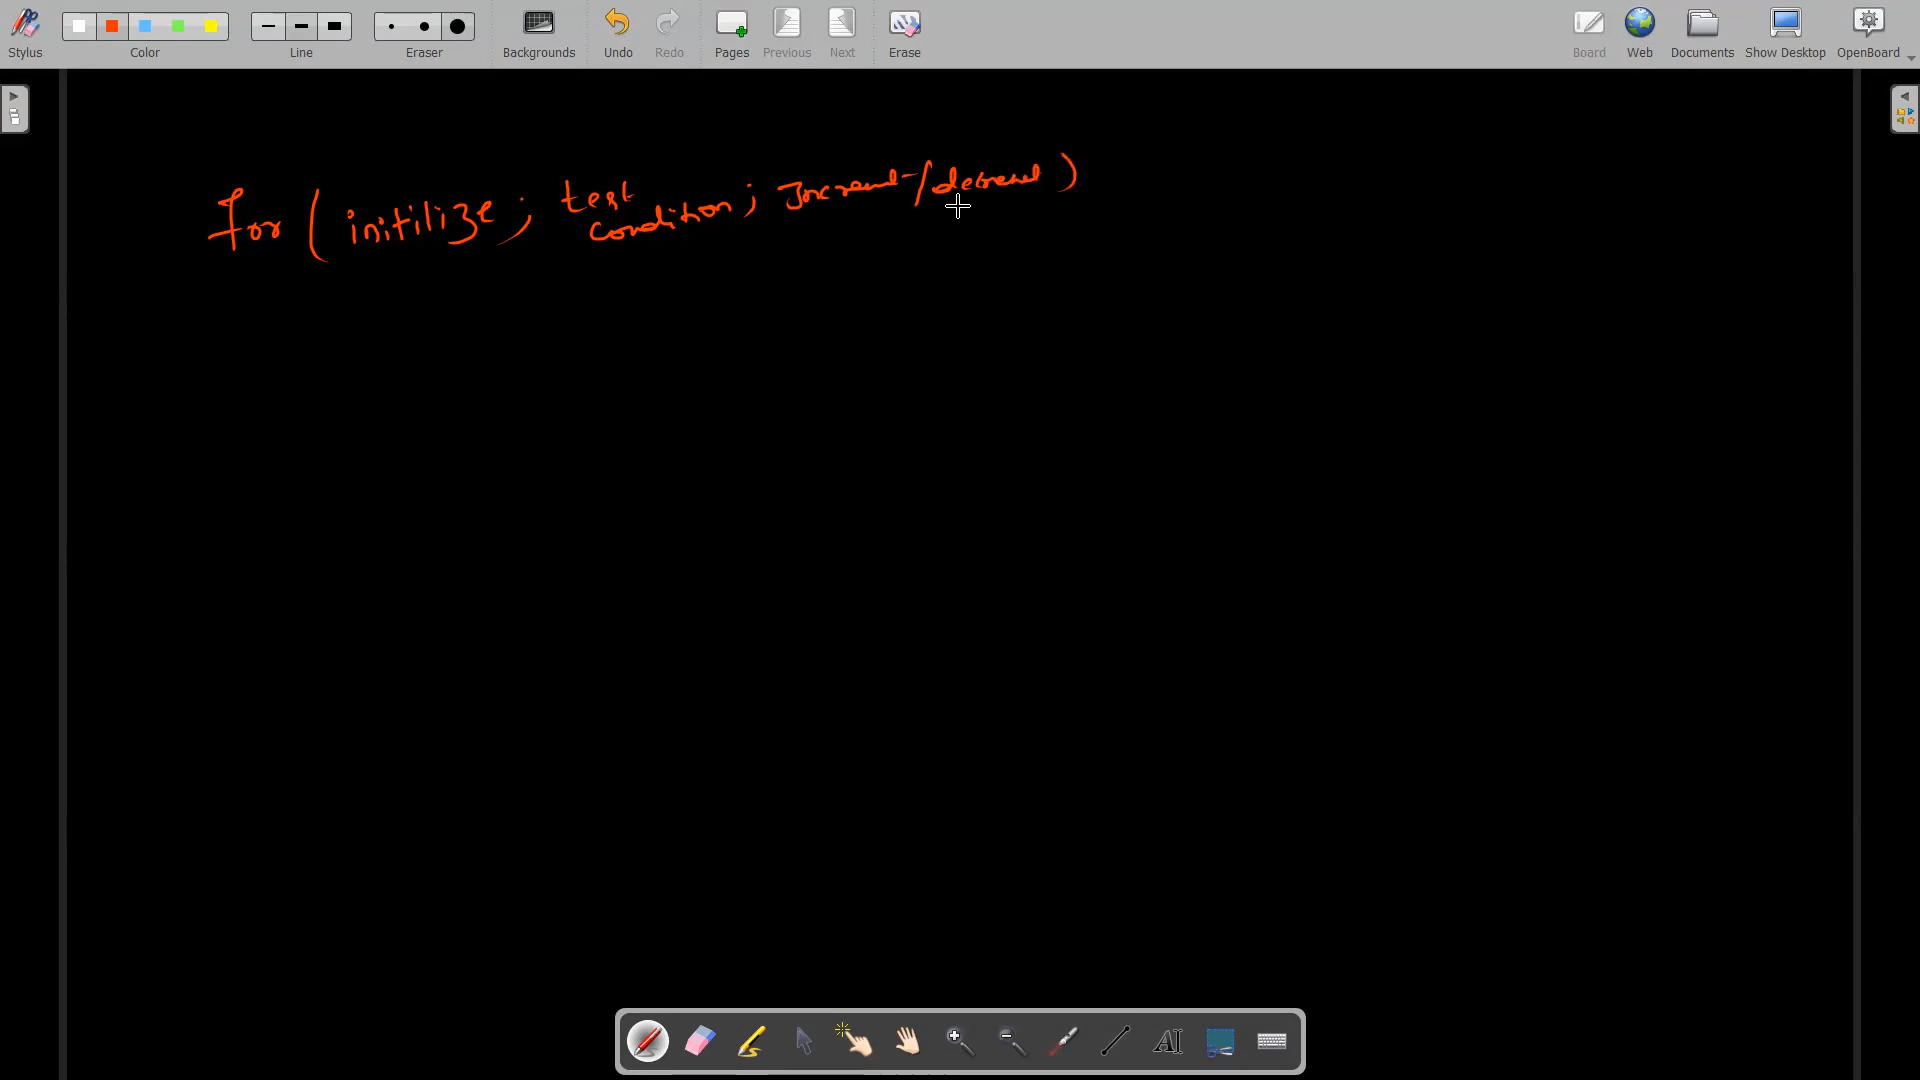 Stylus
Color
Line
Eraser
Backgrounds
Undo
Redo
Pages
Previous
Next
Erase
Board
Web
Documents
Show Desktop
OpenBoard
for ( initilize ; test condition ; Increment / decrement )
AI